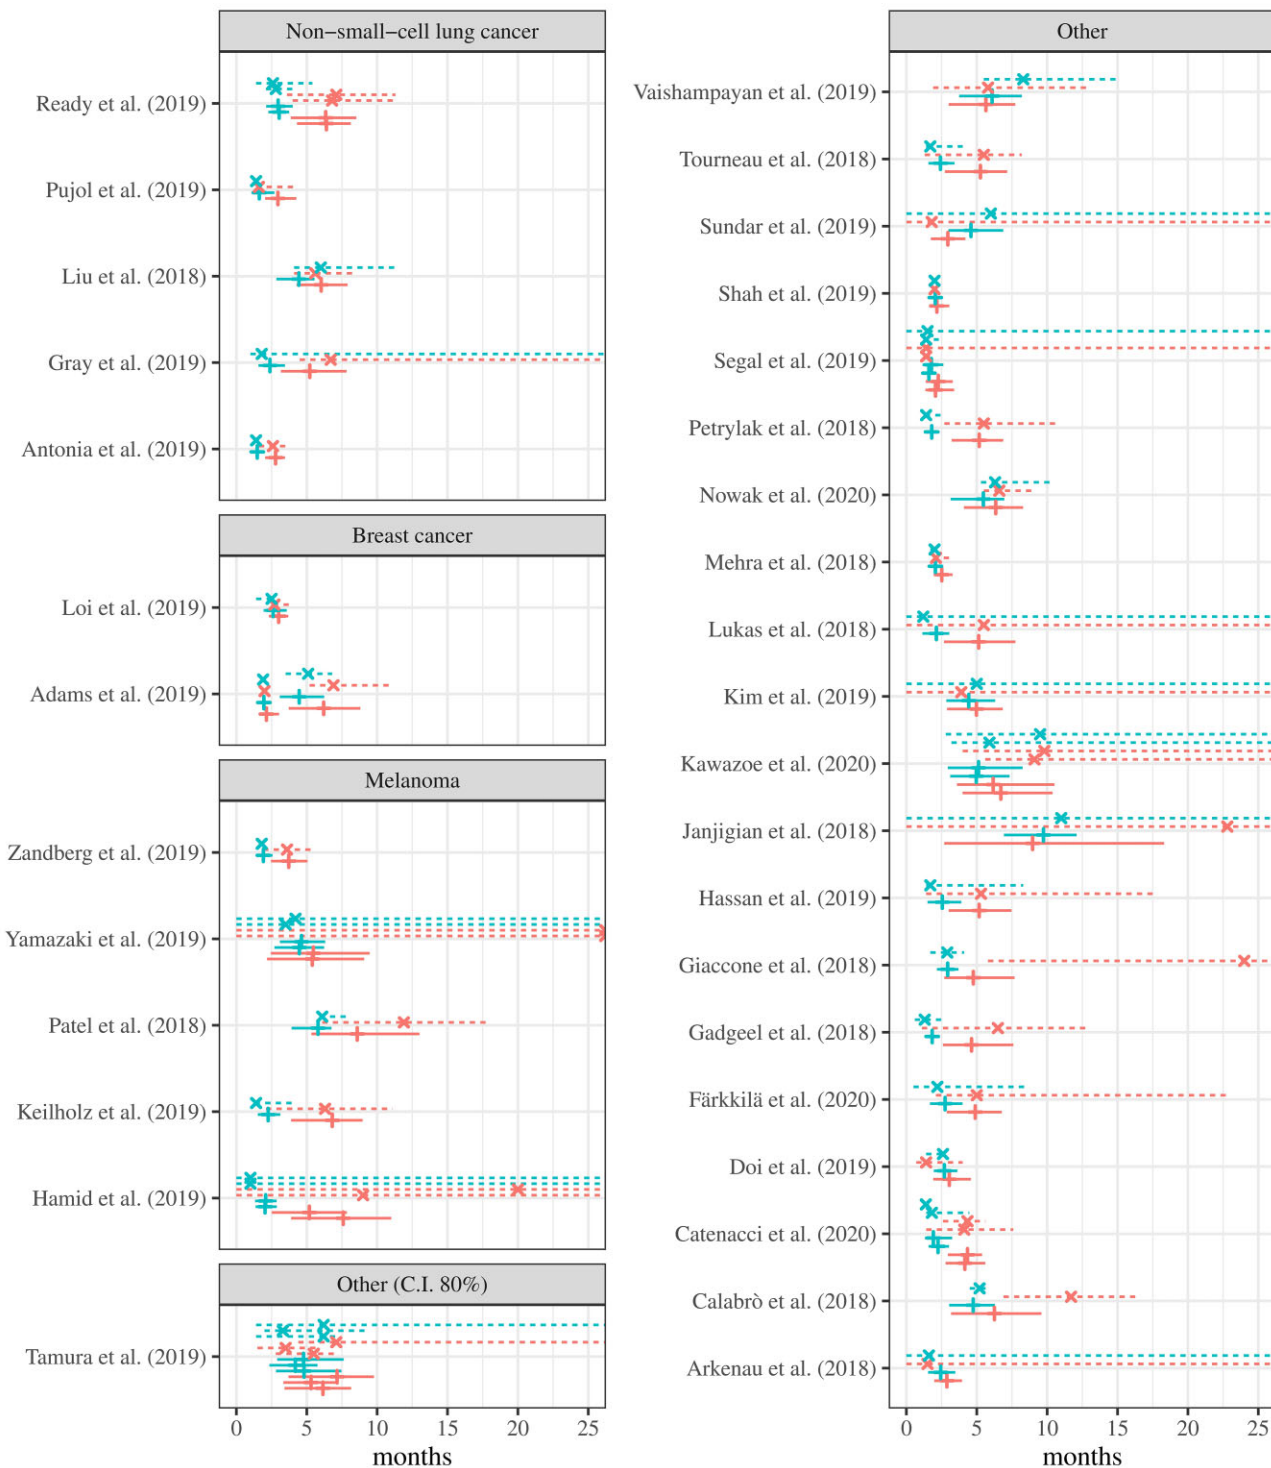 Non−small−cell lung cancer
Ready et al. (2019)
Pujol et al. (2019)
Liu et al. (2018)
Gray et al. (2019)
Antonia et al. (2019)
Breast cancer
Loi et al. (2019)
Adams et al. (2019)
Melanoma
Zandberg et al. (2019)
Yamazaki et al. (2019)
Patel et al. (2018)
Keilholz et al. (2019)
Hamid et al. (2019)
Other (C.I. 80%)
Tamura et al. (2019)
0 5 10 15 20 25
months
Other
Vaishampayan et al. (2019)
Tourneau et al. (2018)
Sundar et al. (2019)
Shah et al. (2019)
Segal et al. (2019)
Petrylak et al. (2018)
Nowak et al. (2020)
Mehra et al. (2018)
Lukas et al. (2018)
Kim et al. (2019)
Kawazoe et al. (2020)
Janjigian et al. (2018)
Hassan et al. (2019)
Giaccone et al. (2018)
Gadgeel et al. (2018)
Färkkilä et al. (2020)
Doi et al. (2019)
Catenacci et al. (2020)
Calabrò et al. (2018)
Arkenau et al. (2018)
0 5 10 15 20 25
months